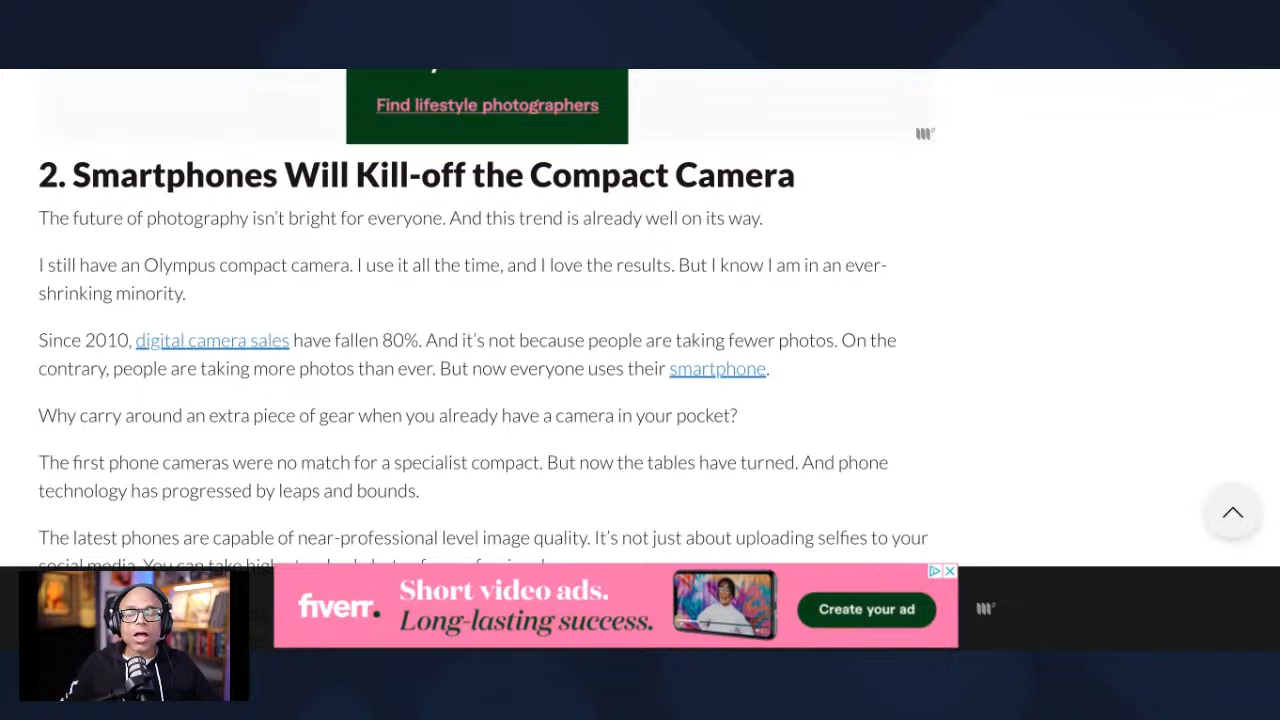 Find lifestyle photographers
2. Smartphones Will Kill-off the Compact Camera
The future of photography isn't bright for everyone. And this trend is already well on its way.
I still have an Olympus compact camera. I use it all the time, and I love the results. But I know I am in an ever-
shrinking minority.
Since 2010, digital camera sales have fallen 80%. And it's not because people are taking fewer photos. On the
contrary, people are taking more photos than ever. But now everyone uses their smartphone.
Why carry around an extra piece of gear when you already have a camera in your pocket?
The first phone cameras were no match for a specialist compact. But now the tables have turned. And phone
technology has progressed by leaps and bounds.
The latest phones are capable of near-professional level image quality. It's not just about uploading selfies to your
social media. You can take
fiverr.
Short video ads.
Long-lasting success.
Create your ad